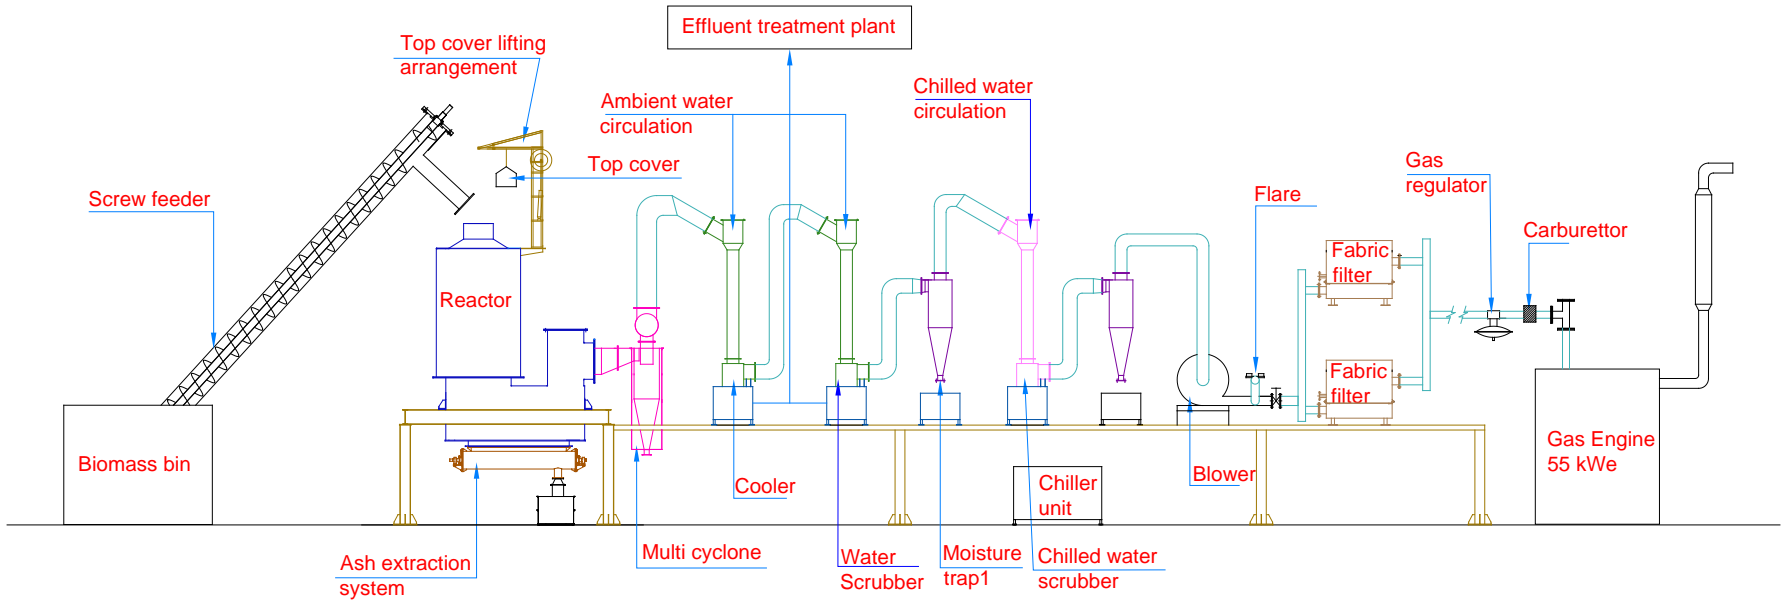 Effluent treatment plant
Top cover lifting
arrangement
Ambient water
circulation
Chilled water
circulation
Top cover
Screw feeder
Gas
regulator
Flare
Carburettor
Fabric
filter
Reactor
Fabric
filter
Gas Engine
55 kWe
Biomass bin
Cooler
Chiller
unit
Blower
Ash extraction
system
Multi cyclone
Water
Scrubber
Moisture
trap1
Chilled water
scrubber